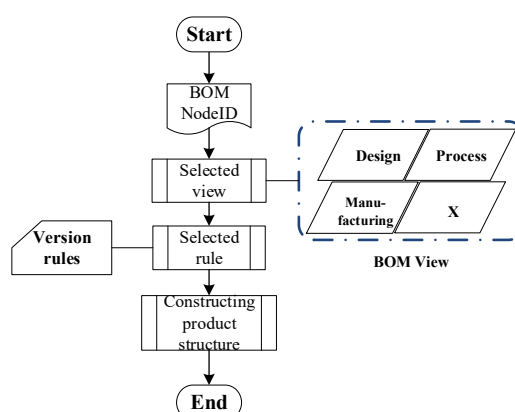 Start
BOM
NodeID
Selected
view
Design
Process
Manu-
facturing
X
BOM View
Version
rules
Selected
rule
Constructing
product
structure
End